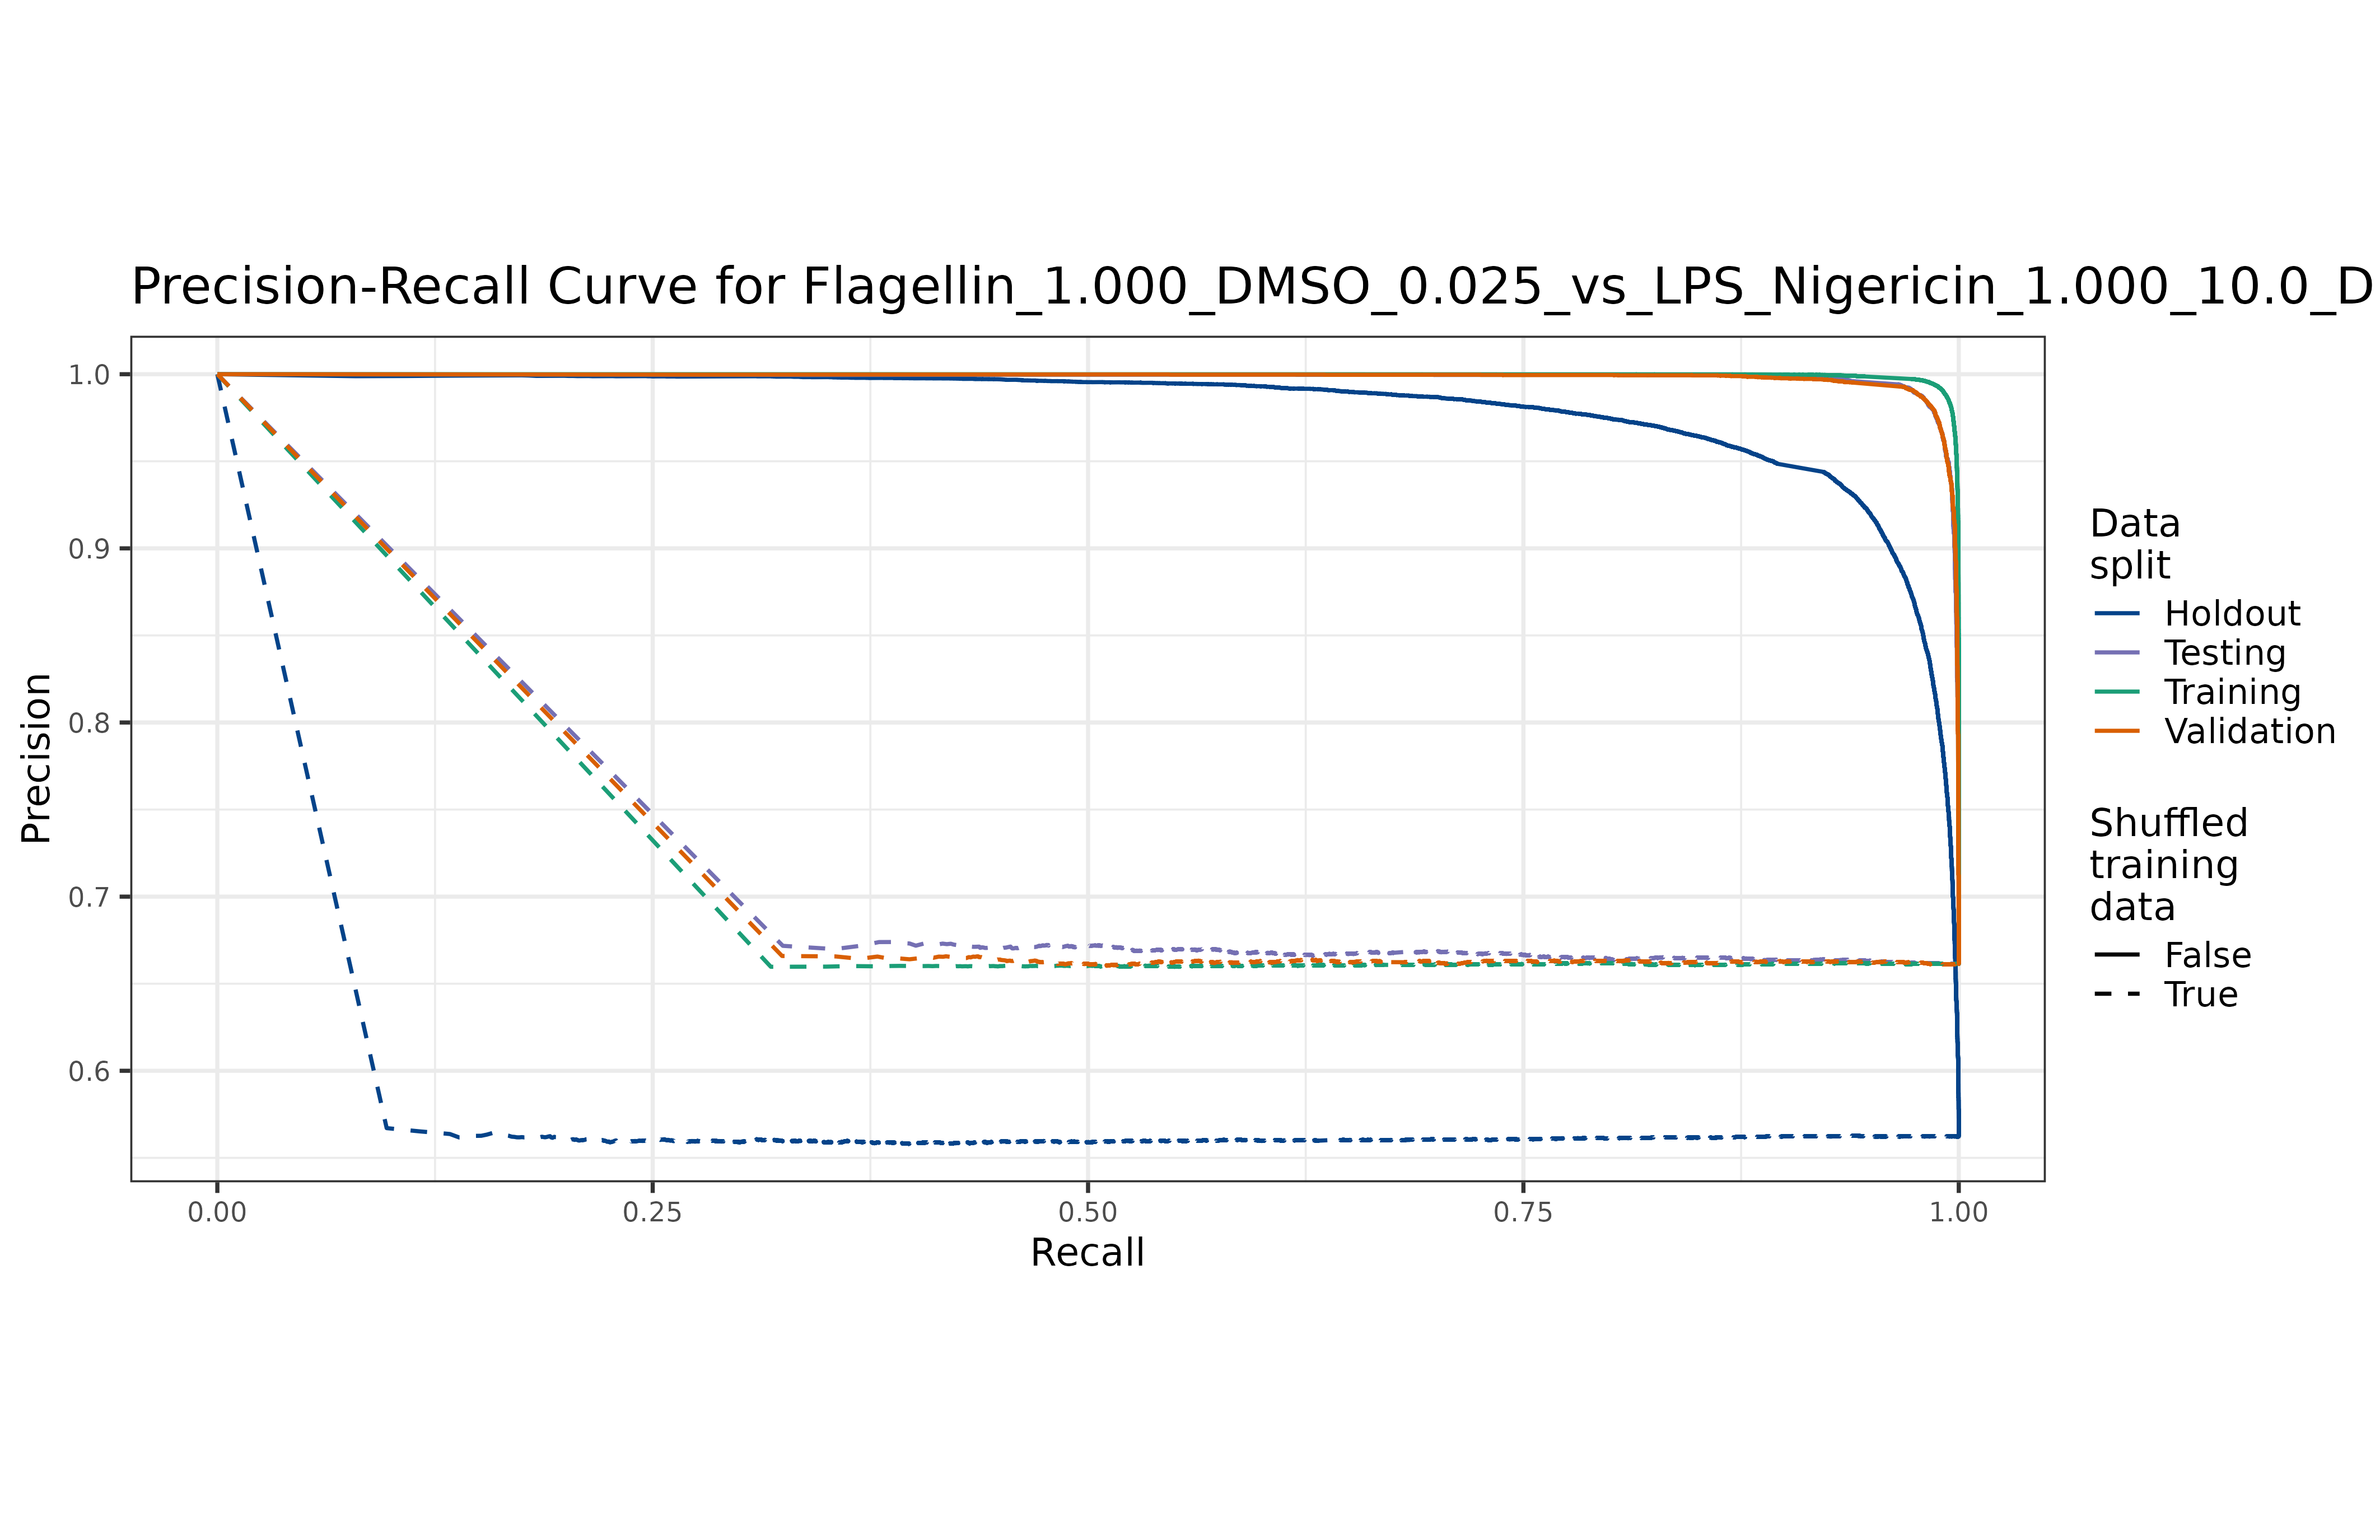 Precision-Recall Curve for Flagellin_1.000_DMSO_0.025_vs_LPS_Nigericin_1.000_10.0_D
1.0
0.9
0.8
0.7
0.6
Precision
0.00
0.25
0.50
0.75
1.00
Recall
Data
split
Holdout
Testing
Training
Validation
Shuffled
training
data
False
True